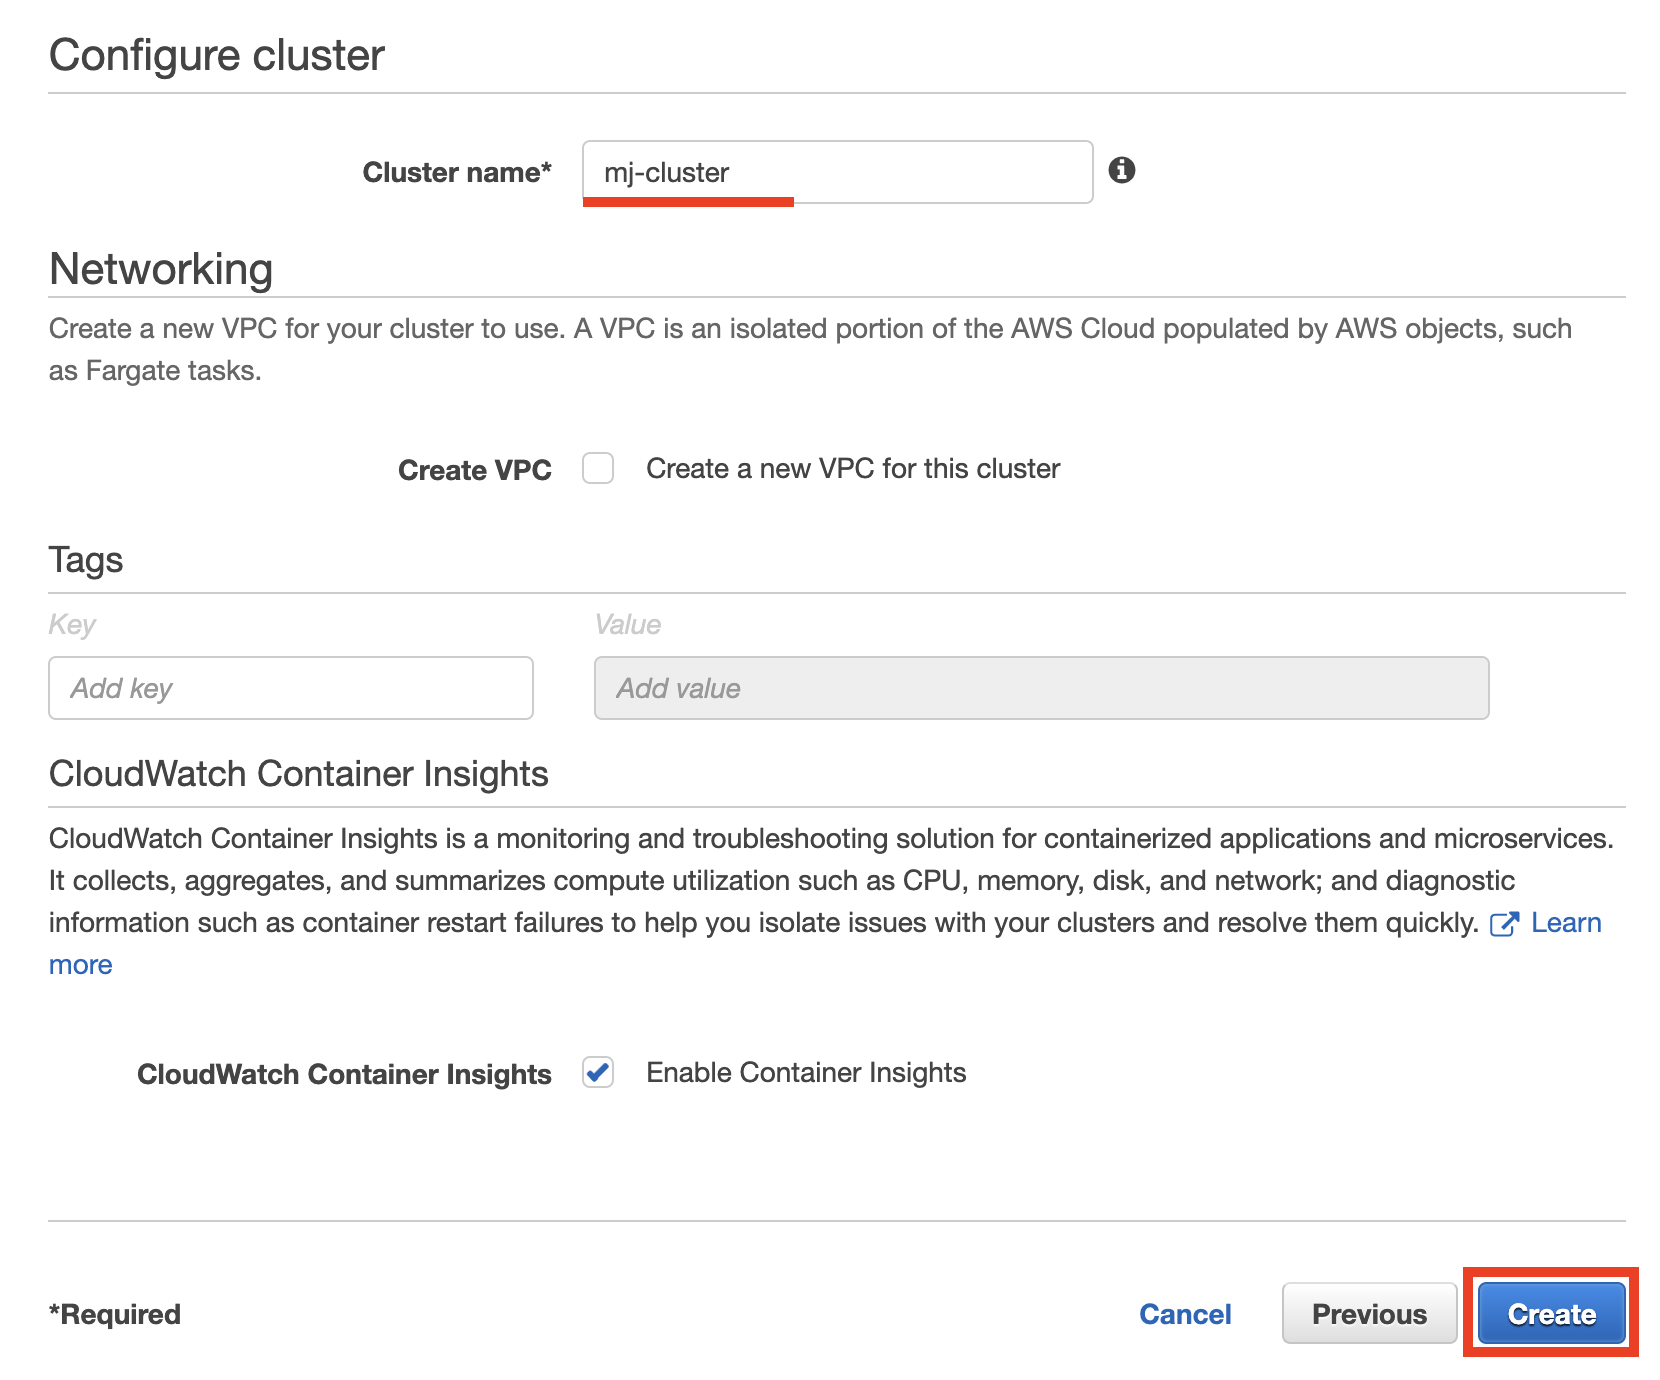 Configure cluster
Cluster name* mj-cluster
Networking
Create a new VPC for your cluster to use. A VPC is an isolated portion of the AWS Cloud populated by AWS objects, such
as Fargate tasks.
Create VPC Create a new VPC for this cluster
Tags
Key Value
Add key Add value
CloudWatch Container Insights
CloudWatch Container Insights is a monitoring and troubleshooting solution for containerized applications and microservices.
It collects, aggregates, and summarizes compute utilization such as CPU, memory, disk, and network; and diagnostic
information such as container restart failures to help you isolate issues with your clusters and resolve them quickly. Learn
more
CloudWatch Container Insights Enable Container Insights
*Required Cancel Previous Create